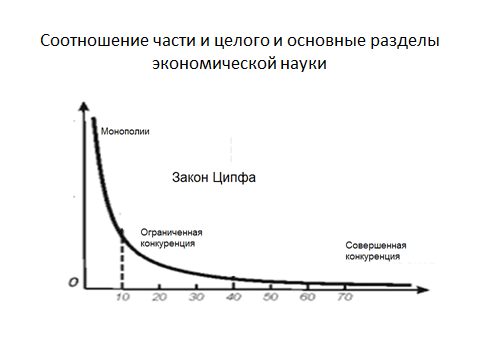 Соотношение части и целого и основные разделы
экономической науки
Монополии
Закон Ципфа
Ограниченная
конкуренция
Совершенная
конкуренция
0
10 20 30 40 50 60 70